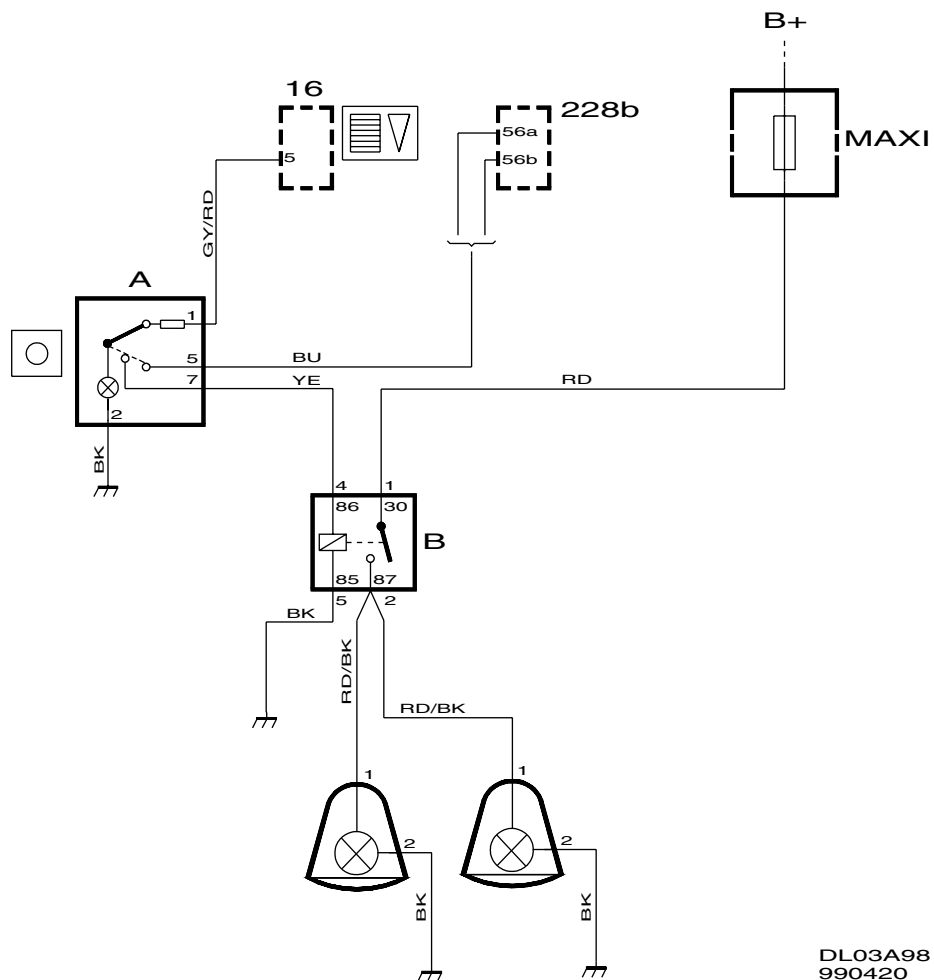 B+
16
228b
56a
MAXI
5
56b
GY/RD
A
1
5
BU
7
YE
RD
2
BK
4
1
86
30
B
85
87
5
2
BK
RD/BK
RD/BK
1
1
2
2
BK
BK
DL03A98
990420